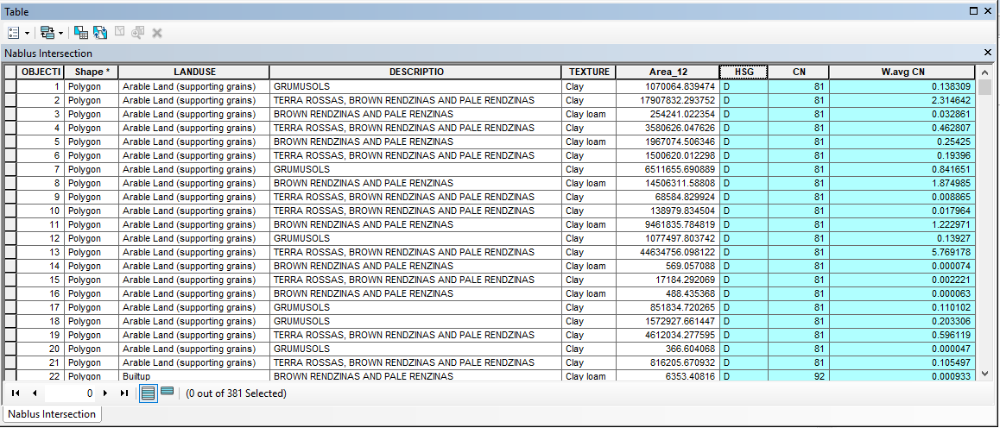 Table
Nablus Intersection
OBJECTI Shape * LANDUSE DESCRIPTIO TEXTURE Area_12 HSG CN W.avg CN
1 Polygon Arable Land (supporting grains) GRUMUSOLS Clay 1070064.839474 D 81 0.138309
2 Polygon Arable Land (supporting grains) TERRA ROSSAS, BROWN RENDZINAS AND PALE RENDZINAS Clay 17907832.293752 D 81 2.314642
3 Polygon Arable Land (supporting grains) BROWN RENDZINAS AND PALE RENZINAS Clay loam 254241.022354 D 81 0.032861
4 Polygon Arable Land (supporting grains) TERRA ROSSAS, BROWN RENDZINAS AND PALE RENDZINAS Clay 3580626.047626 D 81 0.462807
5 Polygon Arable Land (supporting grains) BROWN RENDZINAS AND PALE RENZINAS Clay loam 1967074.506346 D 81 0.25425
6 Polygon Arable Land (supporting grains) TERRA ROSSAS, BROWN RENDZINAS AND PALE RENDZINAS Clay 1500620.012298 D 81 0.19396
7 Polygon Arable Land (supporting grains) GRUMUSOLS Clay 6511655.690889 D 81 0.841651
8 Polygon Arable Land (supporting grains) BROWN RENDZINAS AND PALE RENZINAS Clay loam 14506311.58808 D 81 1.874985
9 Polygon Arable Land (supporting grains) TERRA ROSSAS, BROWN RENDZINAS AND PALE RENDZINAS Clay 68584.829924 D 81 0.008865
10 Polygon Arable Land (supporting grains) TERRA ROSSAS, BROWN RENDZINAS AND PALE RENDZINAS Clay 138979.834504 D 81 0.017964
11 Polygon Arable Land (supporting grains) BROWN RENDZINAS AND PALE RENZINAS Clay loam 9461835.784819 D 81 1.222971
12 Polygon Arable Land (supporting grains) GRUMUSOLS Clay 1077497.803742 D 81 0.13927
13 Polygon Arable Land (supporting grains) TERRA ROSSAS, BROWN RENDZINAS AND PALE RENDZINAS Clay 44634756.098122 D 81 5.769178
14 Polygon Arable Land (supporting grains) BROWN RENDZINAS AND PALE RENZINAS Clay loam 569.057088 D 81 0.000074
15 Polygon Arable Land (supporting grains) TERRA ROSSAS, BROWN RENDZINAS AND PALE RENDZINAS Clay 17184.292069 D 81 0.002221
16 Polygon Arable Land (supporting grains) BROWN RENDZINAS AND PALE RENZINAS Clay loam 488.435368 D 81 0.000063
17 Polygon Arable Land (supporting grains) GRUMUSOLS Clay 851834.720265 D 81 0.110102
18 Polygon Arable Land (supporting grains) GRUMUSOLS Clay 1572927.661447 D 81 0.203306
19 Polygon Arable Land (supporting grains) TERRA ROSSAS, BROWN RENDZINAS AND PALE RENDZINAS Clay 4612034.277595 D 81 0.596119
20 Polygon Arable Land (supporting grains) GRUMUSOLS Clay 366.604068 D 81 0.000047
21 Polygon Arable Land (supporting grains) TERRA ROSSAS, BROWN RENDZINAS AND PALE RENDZINAS Clay 816205.670932 D 81 0.105497
22 Polygon Builtup BROWN RENDZINAS AND PALE RENZINAS Clay loam 6353.40816 D 92 0.000933
0 (0 out of 381 Selected)
Nablus Intersection